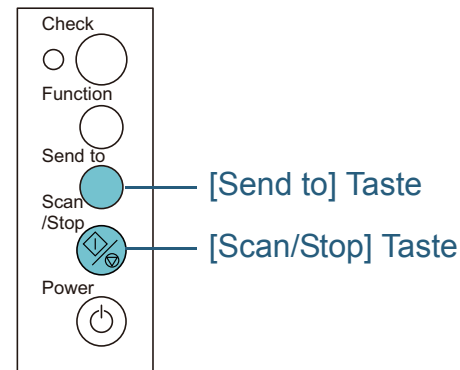 Check
Function
Send to
[Send to] Taste
Scan
/Stop
[Scan/Stop] Taste
Power